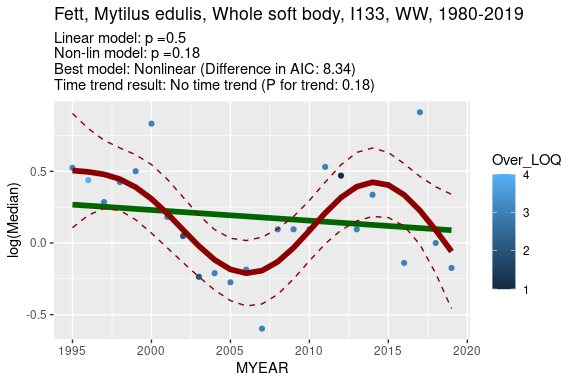 Fett, Mytilus edulis, Whole soft body, I133, WW, 1980-2019
Linear model: p =0.5
Non-lin model: p =0.18
Best model: Nonlinear (Difference in AIC: 8.34)
Time trend result: No time trend (P for trend: 0.18)
log(Median)
0.5
0.0
-0.5
1995
2000
2005
2010
2015
2020
MYEAR
Over_LOQ
4
3
2
1